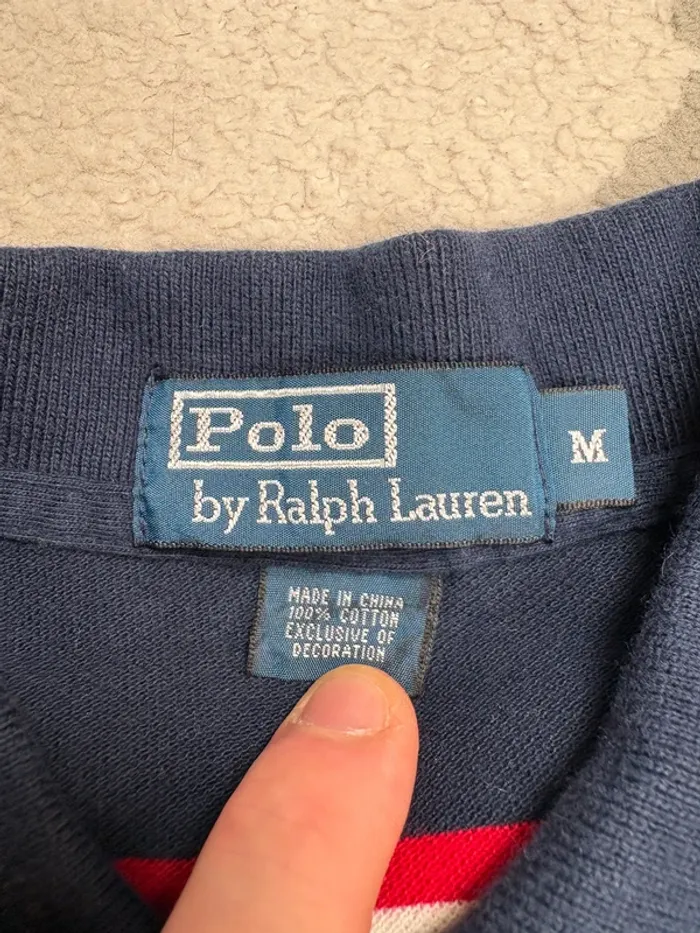 Polo
by Ralph Lauren
M
MADE IN CHINA
100% COTTON
EXCLUSIVE OF
DECORATION